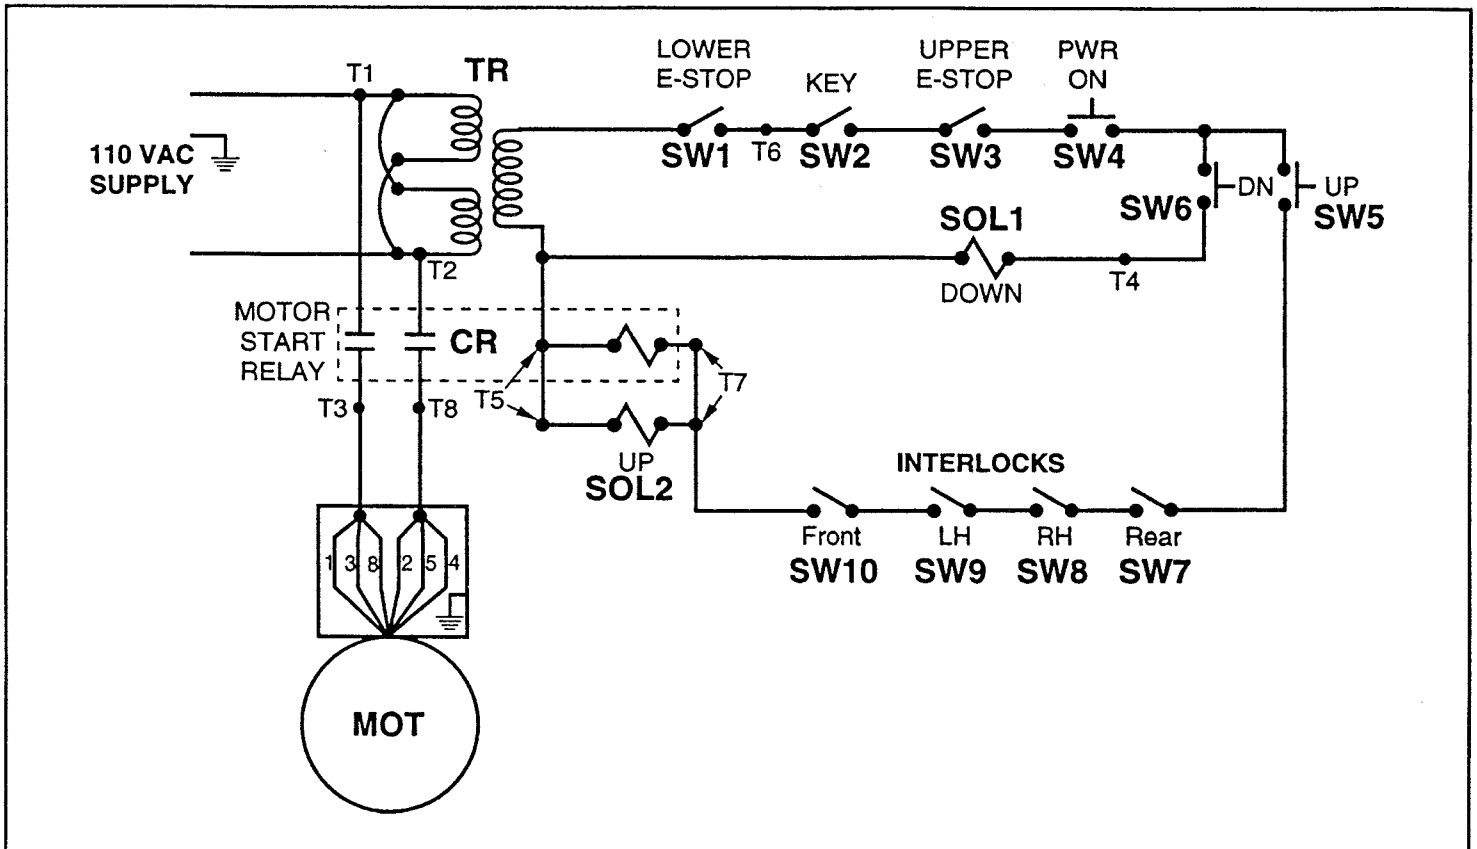 T1
TR
LOWER
E-STOP
KEY
UPPER
E-STOP
PWR
ON
110 VAC
SUPPLY
SW1
T6
SW2
SW3
SW4
SW6
DN
UP
SW5
SOL1
DOWN
T4
T2
MOTOR
START
RELAY
CR
T5
T7
T3
T8
UP
SOL2
INTERLOCKS
Front
LH
RH
Rear
SW10
SW9
SW8
SW7
1 3 8 2 5 4
MOT